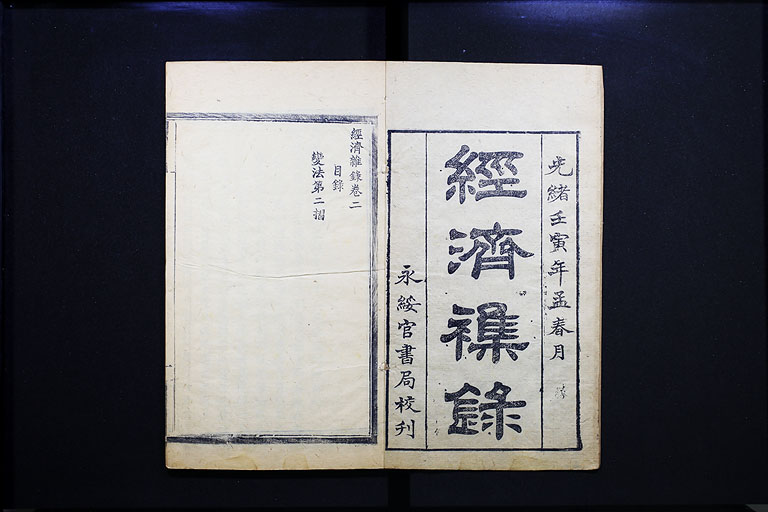 光緒壬寅年孟春月
經濟襍錄
永綏官書局校刊
經濟雜錄卷二
目錄
變法第二摺